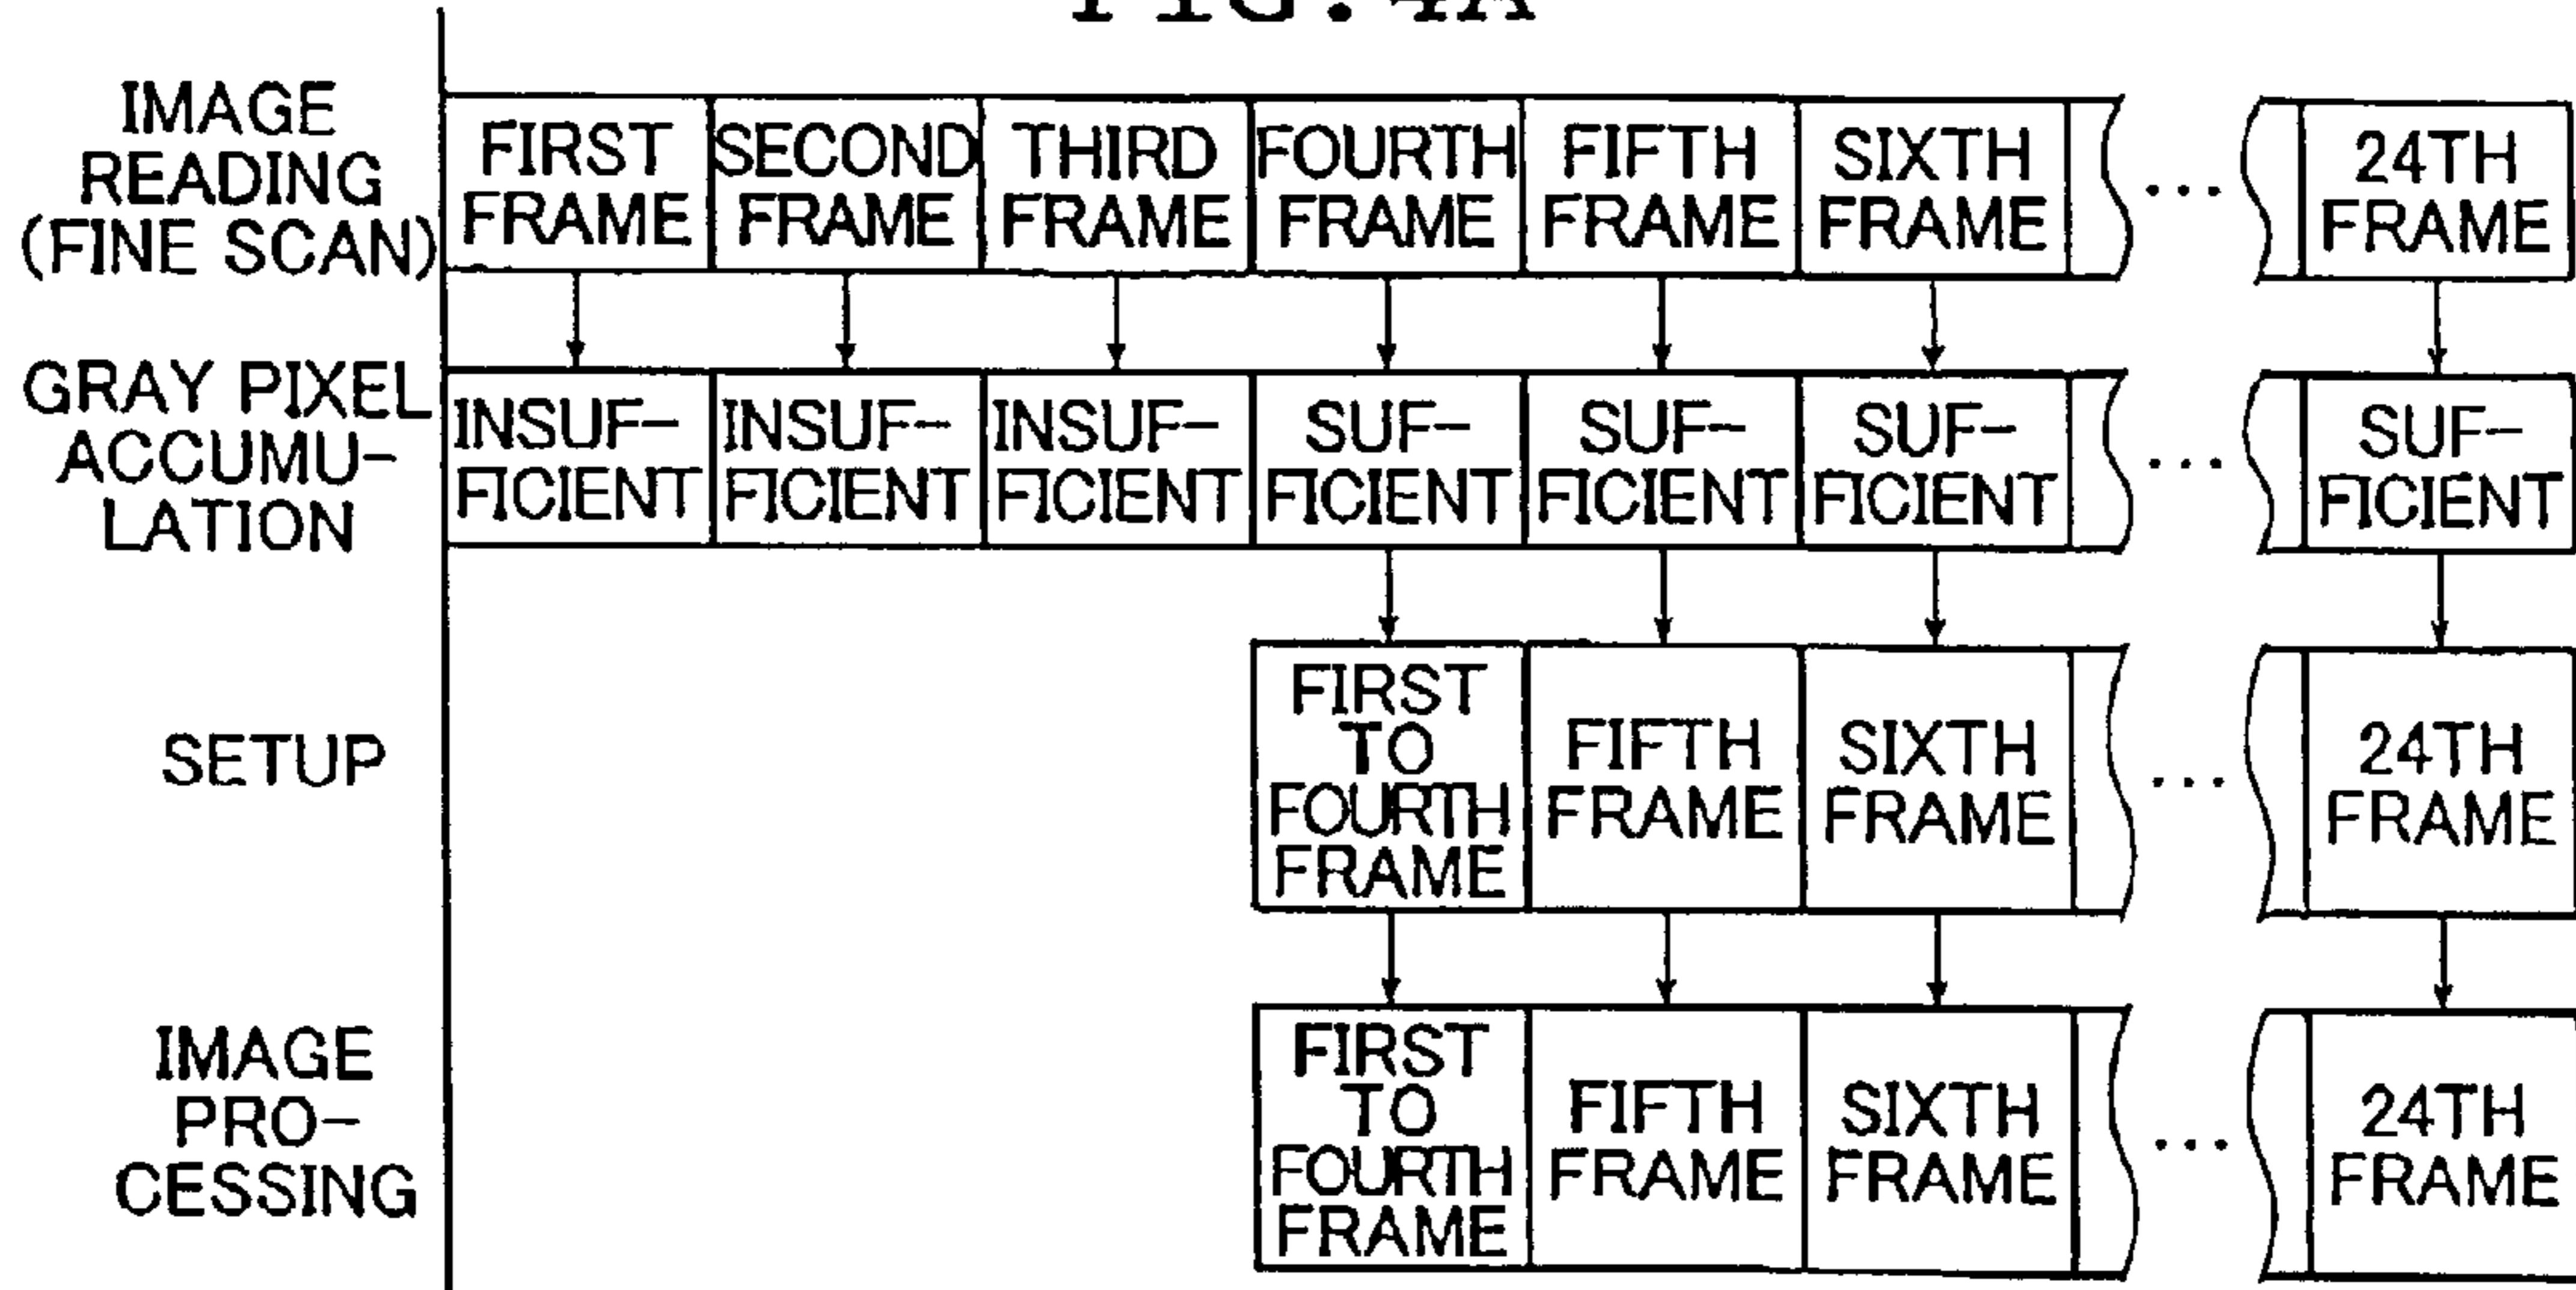 FIG. 4A
IMAGE
READING
(FINE SCAN)
FIRST
FRAME
SECOND
FRAME
THIRD
FRAME
FOURTH
FRAME
FIFTH
FRAME
SIXTH
FRAME
...
24TH
FRAME
GRAY PIXEL
ACCUMU-
LATION
INSUF-
FICIENT
INSUF-
FICIENT
INSUF-
FICIENT
SUF-
FICIENT
SUF-
FICIENT
SUF-
FICIENT
...
SUF-
FICIENT
SETUP
FIRST
TO
FOURTH
FRAME
FIFTH
FRAME
SIXTH
FRAME
...
24TH
FRAME
IMAGE
PRO-
CESSING
FIRST
TO
FOURTH
FRAME
FIFTH
FRAME
SIXTH
FRAME
...
24TH
FRAME